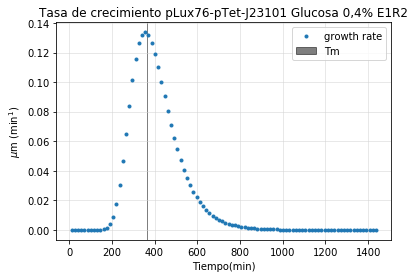 Tasa de crecimiento pLux76-pTet-J23101 Glucosa 0,4% E1R2
0.14
0.12
0.10
0.08
0.06
0.04
0.02
0.00
μm (min¹)
growth rate
Tm
0 200 400 600 800 1000 1200 1400
Tiempo(min)